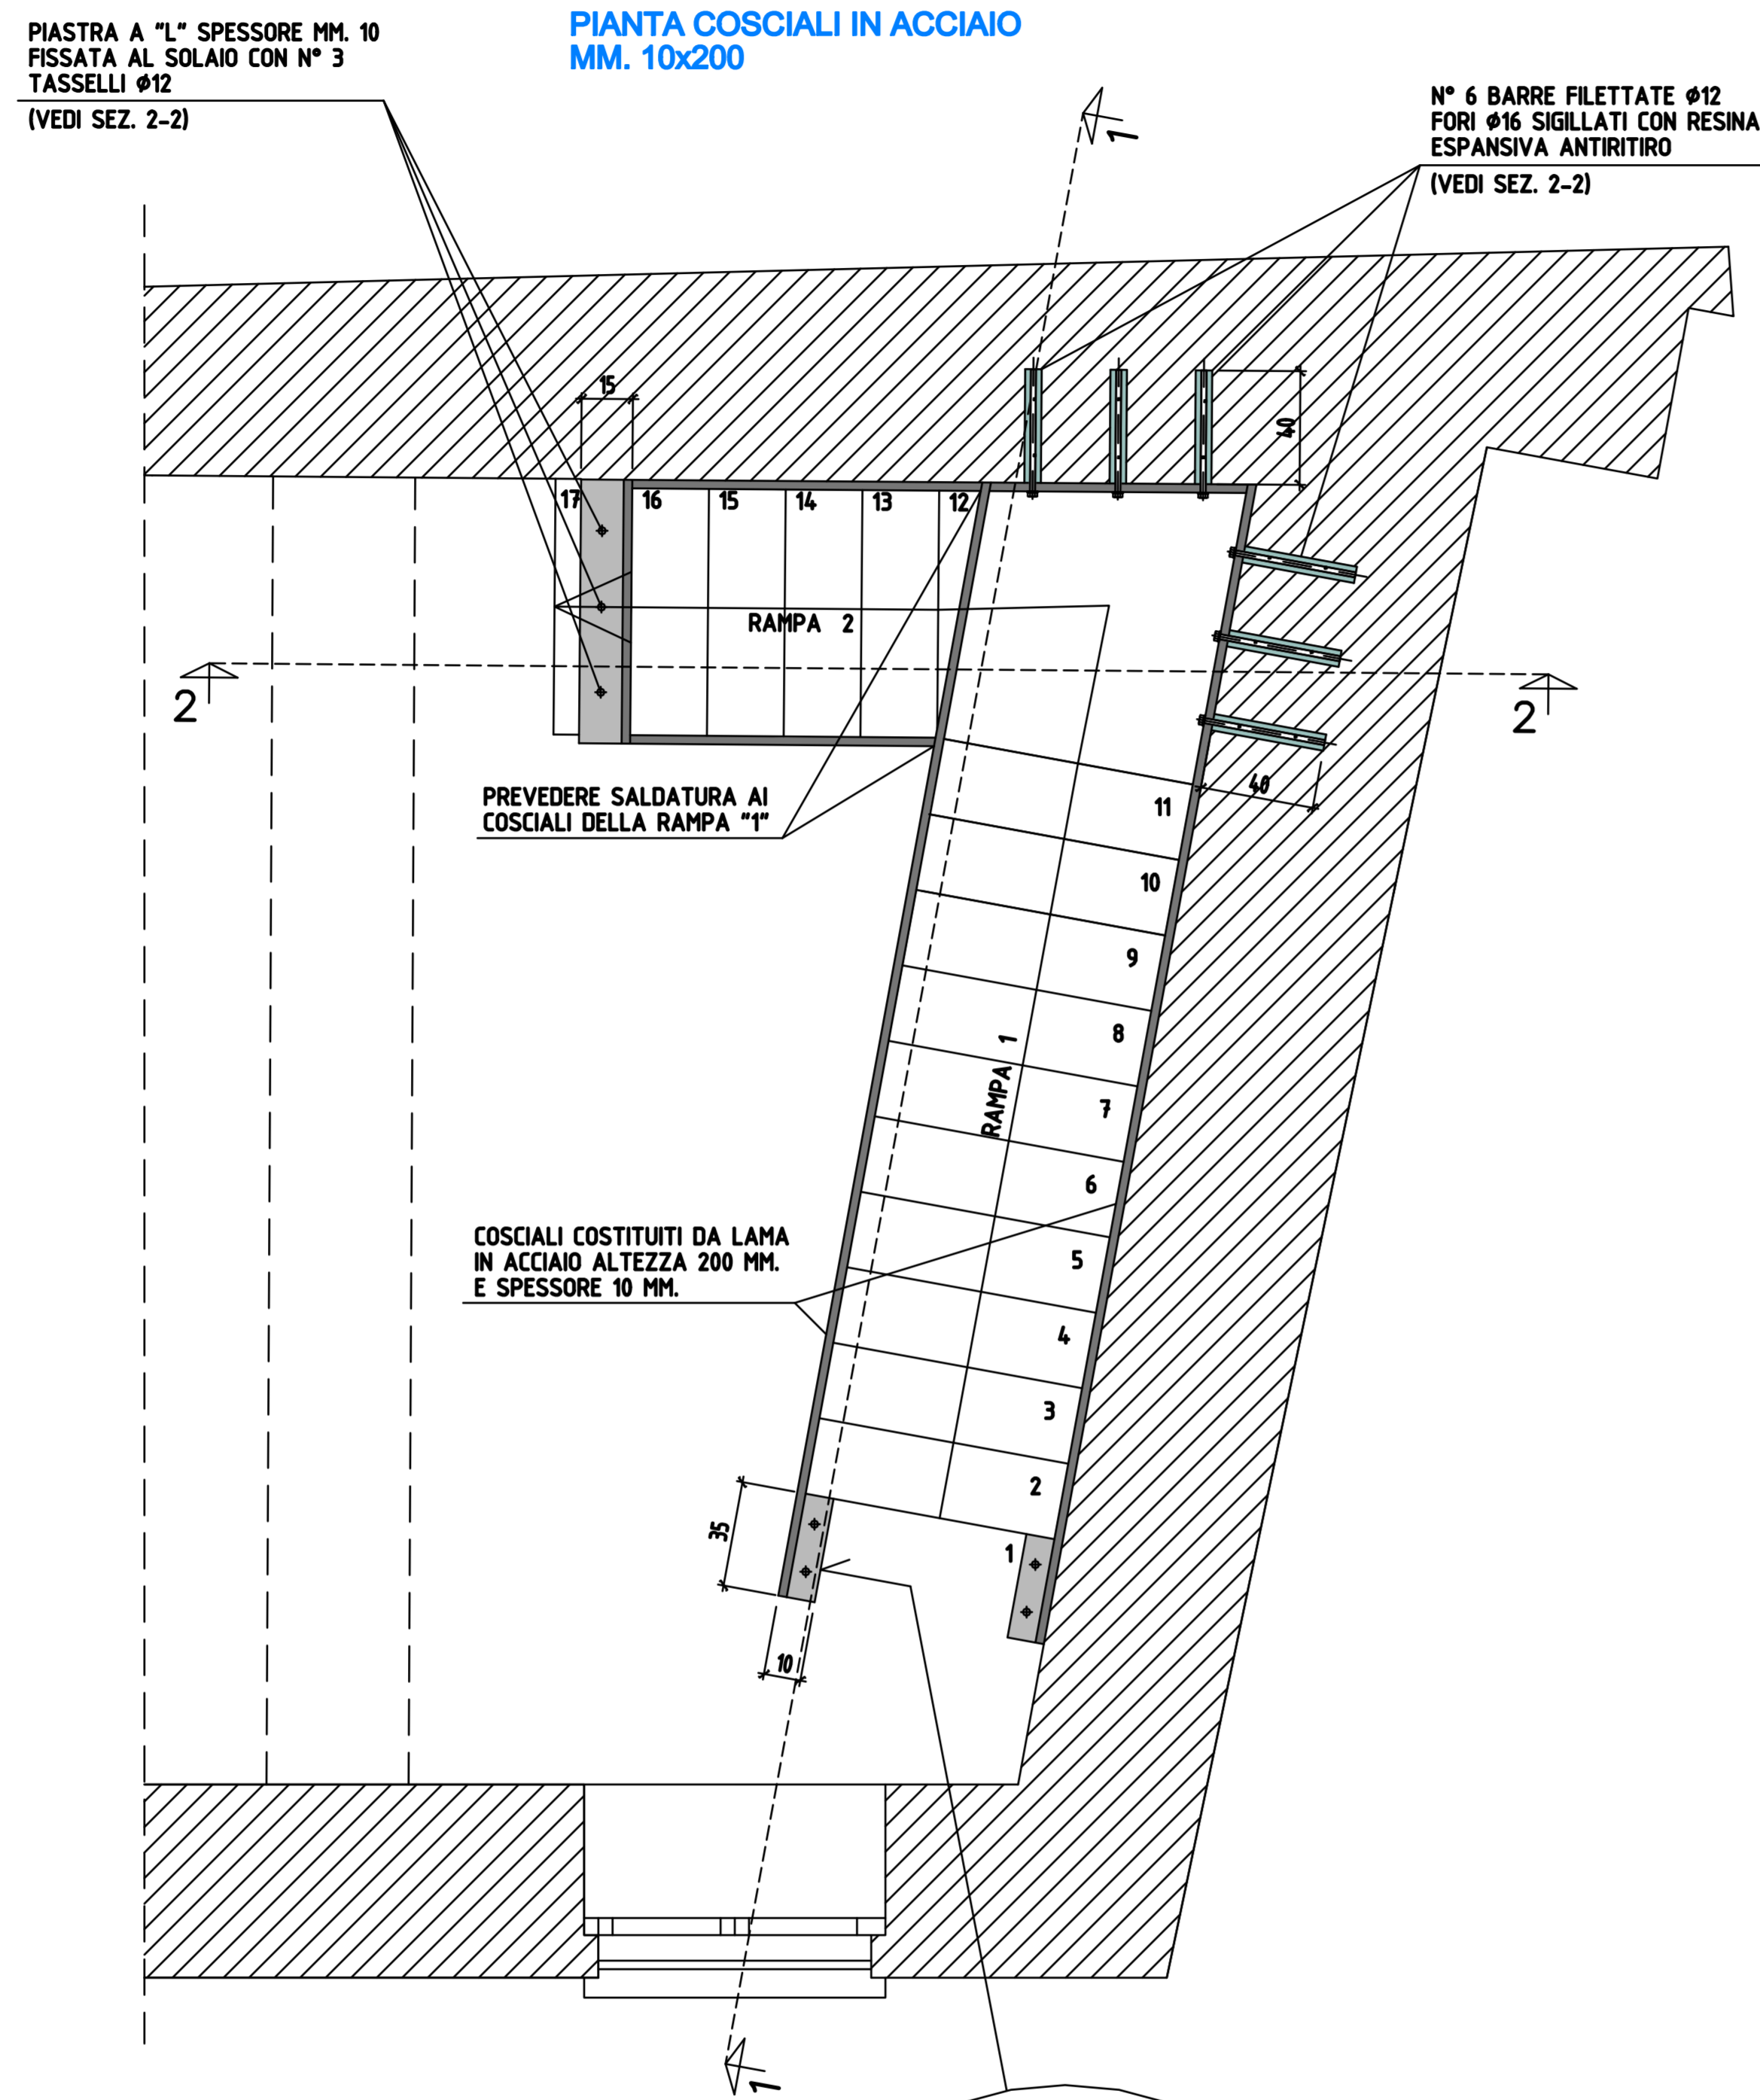 PIASTRA A "L" SPESSORE MM. 10
FISSATA AL SOLAIO CON N° 3
TASSELLI ø12
(VEDI SEZ. 2-2)
PIANTA COSCIALI IN ACCIAIO
MM. 10x200
N° 6 BARRE FILETTATE ø12
FORI ø16 SIGILLATI CON RESINA
ESPANSIVA ANTIRITIRO
(VEDI SEZ. 2-2)
1
15
40
17
16
15
14
13
12
RAMPA 2
2
2
PREVEDERE SALDATURA AI
COSCIALI DELLA RAMPA "1"
40
11
10
9
8
7
6
5
4
3
2
1
RAMPA 1
COSCIALI COSTITUITI DA LAMA
IN ACCIAIO ALTEZZA 200 MM.
E SPESSORE 10 MM.
35
10
1